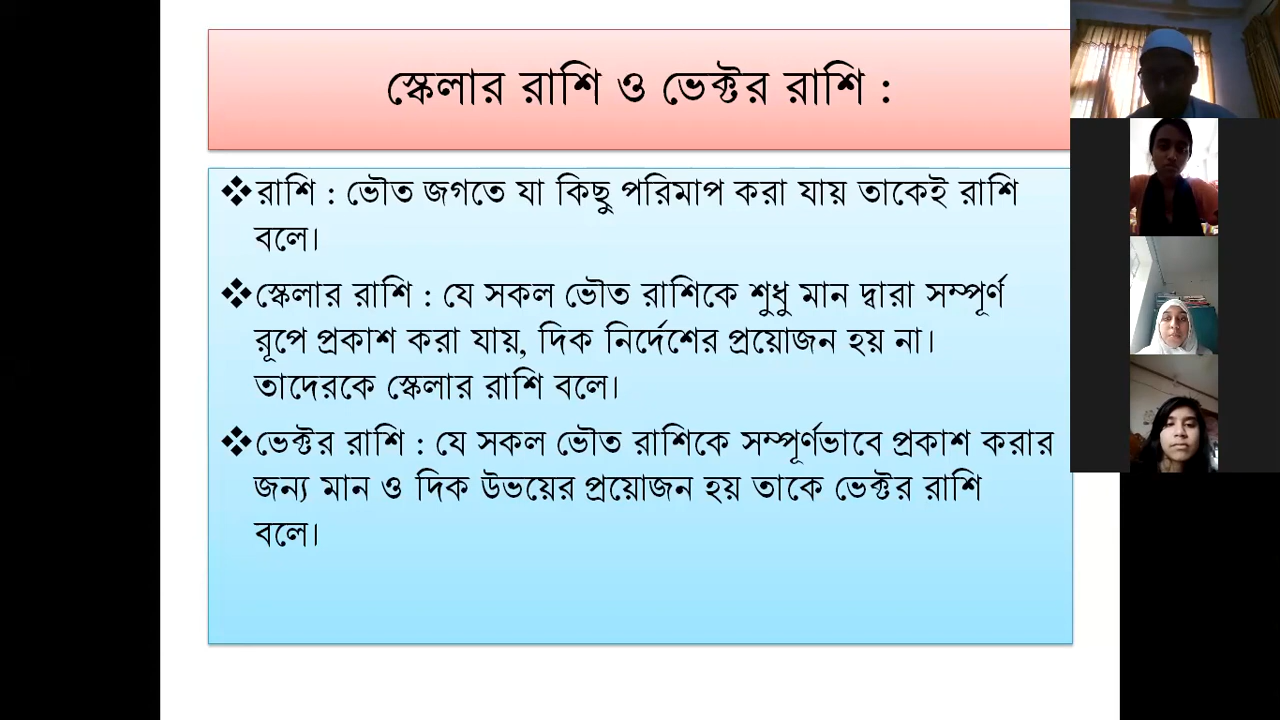 স্কেলার রাশি ও ভেক্টর রাশি :
❖রাশি : ভৌত জগতে যা কিছু পরিমাপ করা যায় তাকেই রাশি
বলে।
❖স্কেলার রাশি : যে সকল ভৌত রাশিকে শুধু মান দ্বারা সম্পূর্ণ
রূপে প্রকাশ করা যায়, দিক নির্দেশের প্রয়োজন হয় না।
তাদেরকে স্কেলার রাশি বলে।
❖ভেক্টর রাশি : যে সকল ভৌত রাশিকে সম্পূর্ণভাবে প্রকাশ করার
জন্য মান ও দিক উভয়ের প্রয়োজন হয় তাকে ভেক্টর রাশি
বলে।